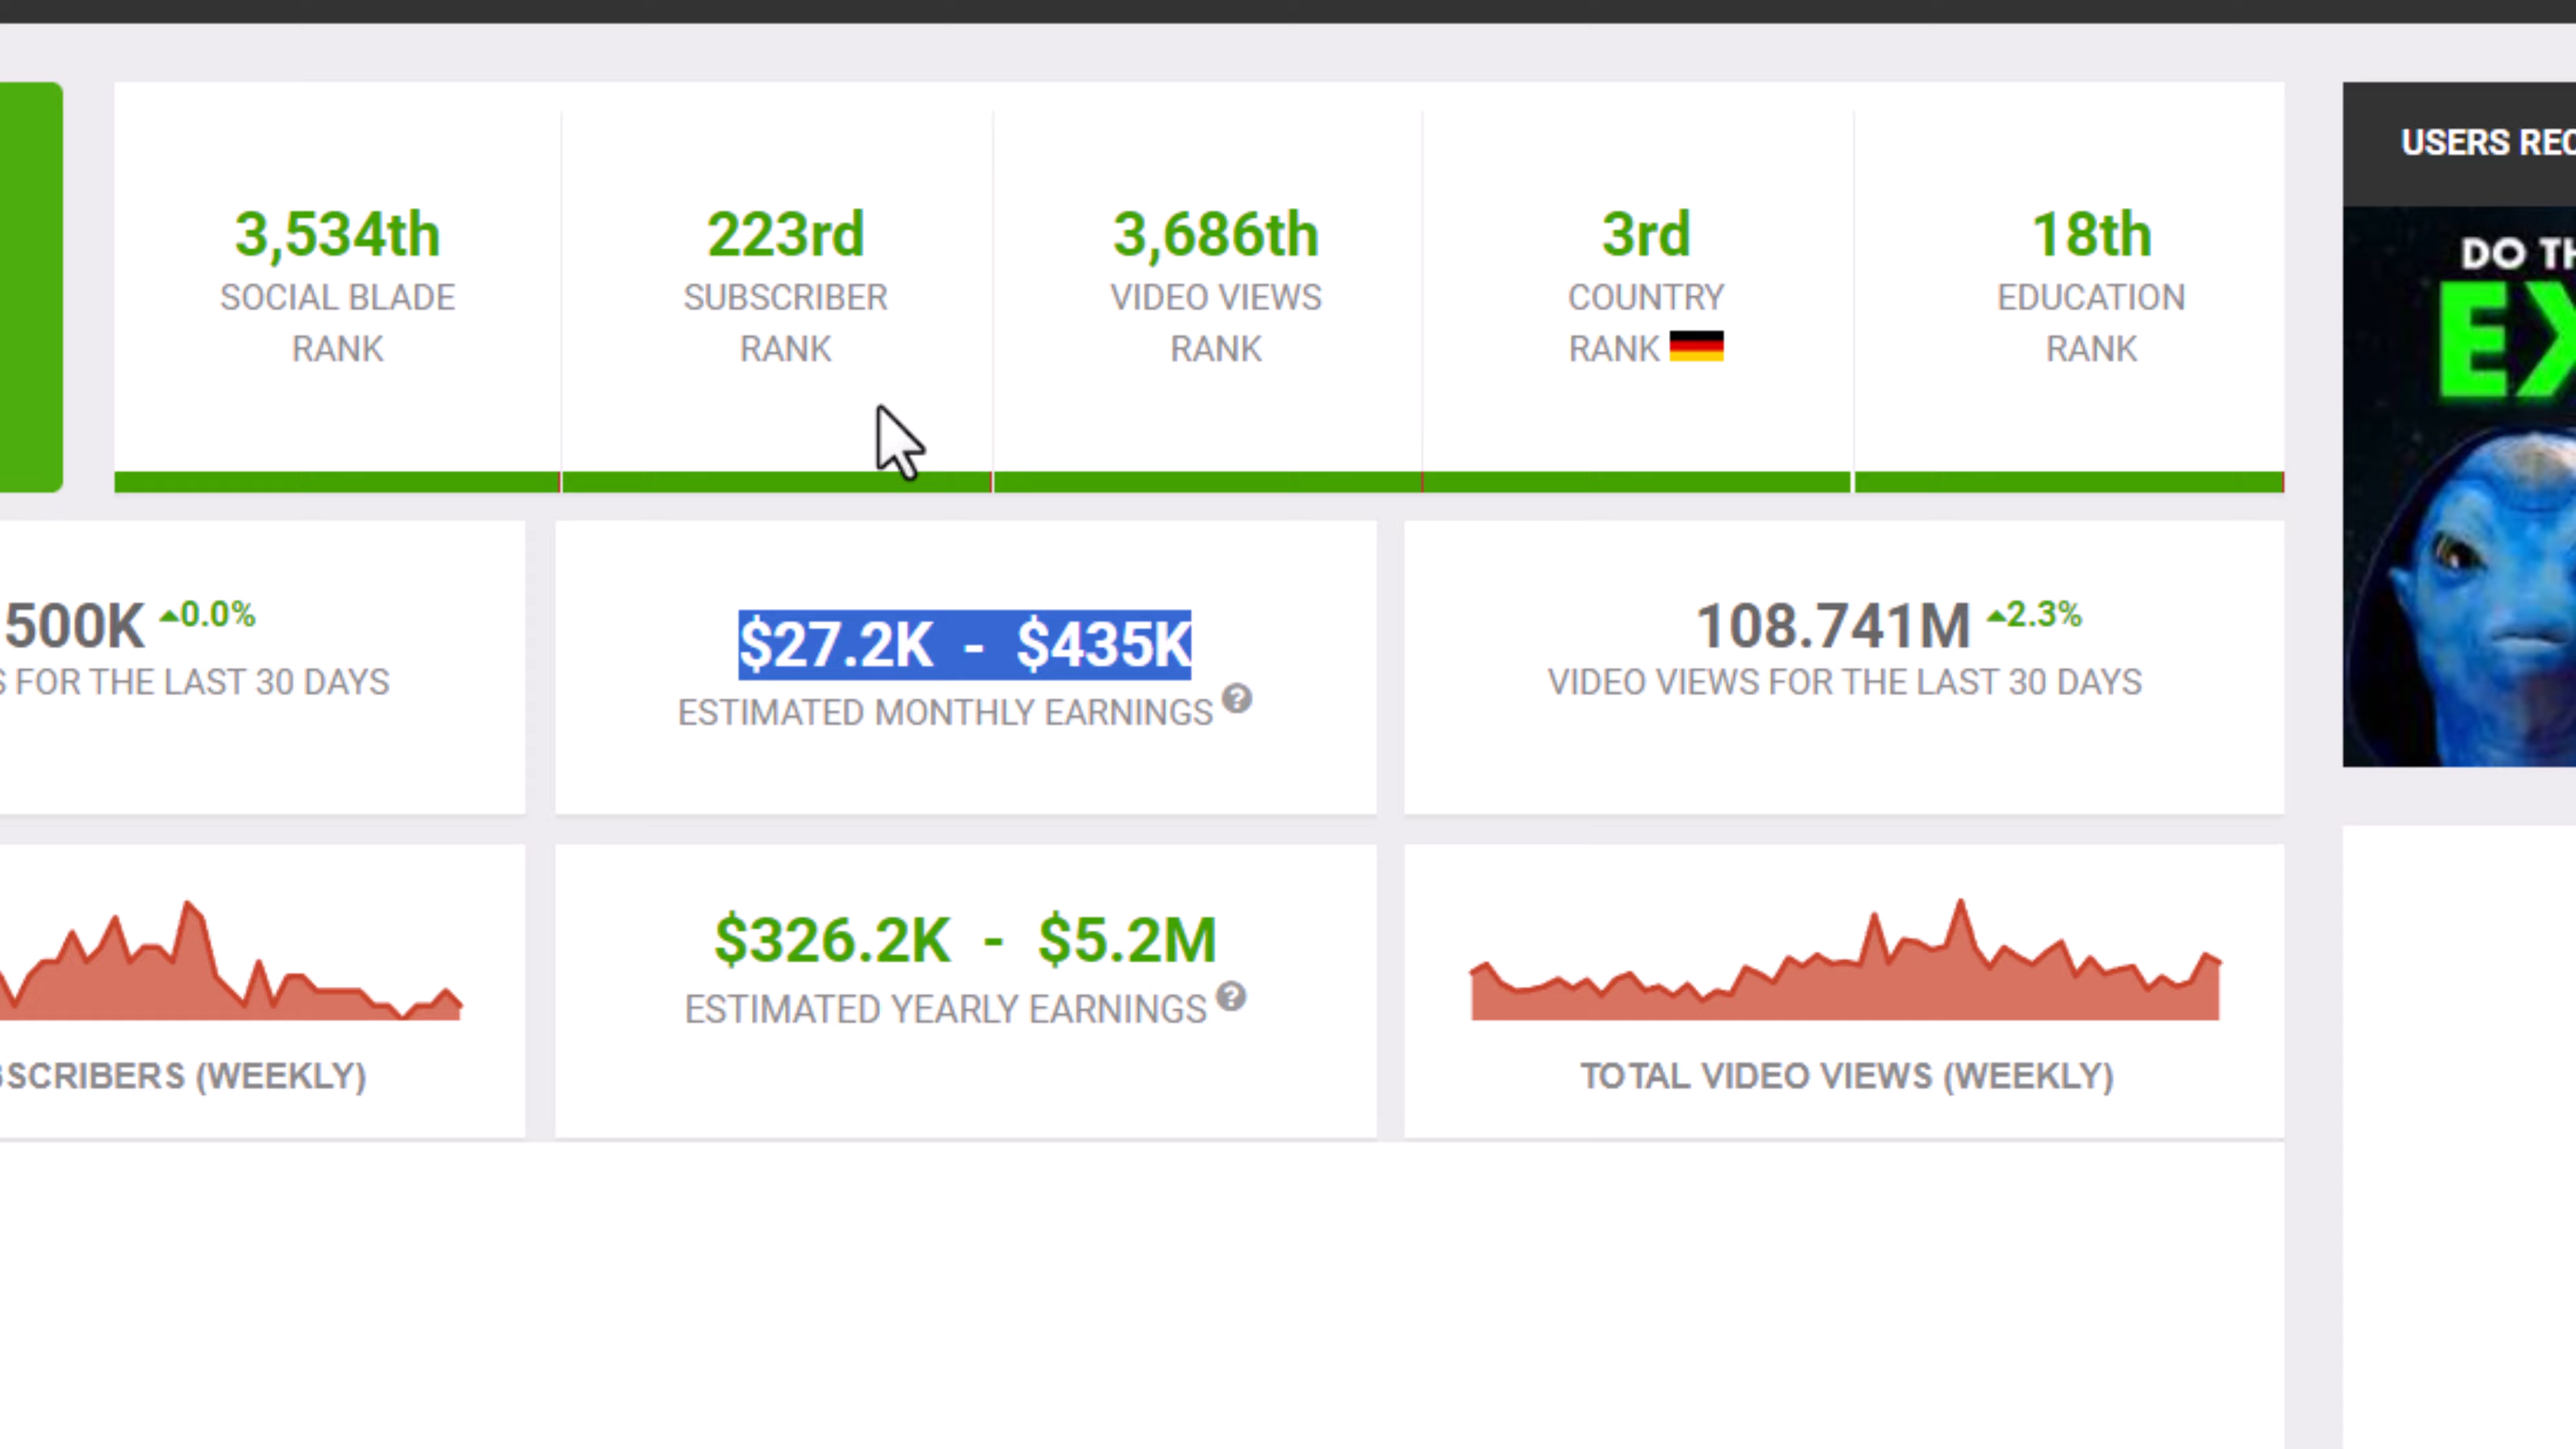 USERS REC
3,534th
SOCIAL BLADE
RANK
223rd
SUBSCRIBER
RANK
3,686th
VIDEO VIEWS
RANK
3rd
COUNTRY
RANK
18th
EDUCATION
RANK
DO TH
EX
500K 0.0%
S FOR THE LAST 30 DAYS
$27.2K - $435K
ESTIMATED MONTHLY EARNINGS ?
108.741M 2.3%
VIDEO VIEWS FOR THE LAST 30 DAYS
BSCRIBERS (WEEKLY)
$326.2K - $5.2M
ESTIMATED YEARLY EARNINGS ?
TOTAL VIDEO VIEWS (WEEKLY)